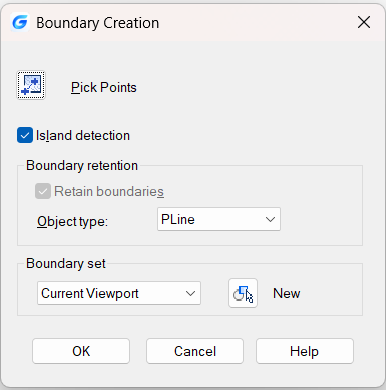 Boundary Creation
Pick Points
Island detection
Boundary retention
Retain boundaries
Object type: PLine
Boundary set
Current Viewport New
OK Cancel Help